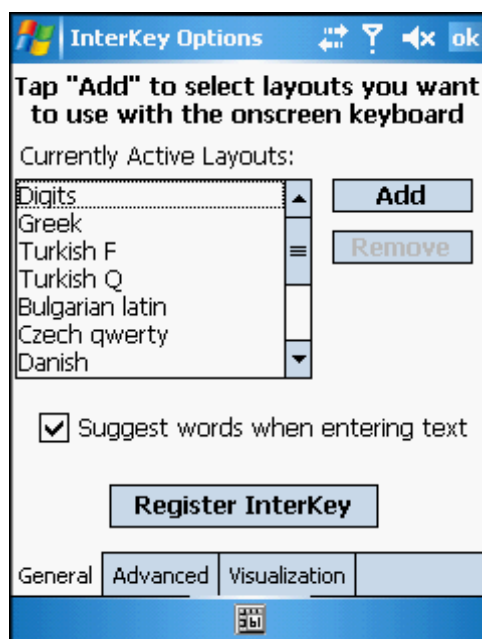 InterKey Options
ok
Tap "Add" to select layouts you want
to use with the onscreen keyboard
Currently Active Layouts:
Digits
Greek
Turkish F
Turkish Q
Bulgarian latin
Czech qwerty
Danish
Add
Remove
Suggest words when entering text
Register InterKey
General
Advanced
Visualization